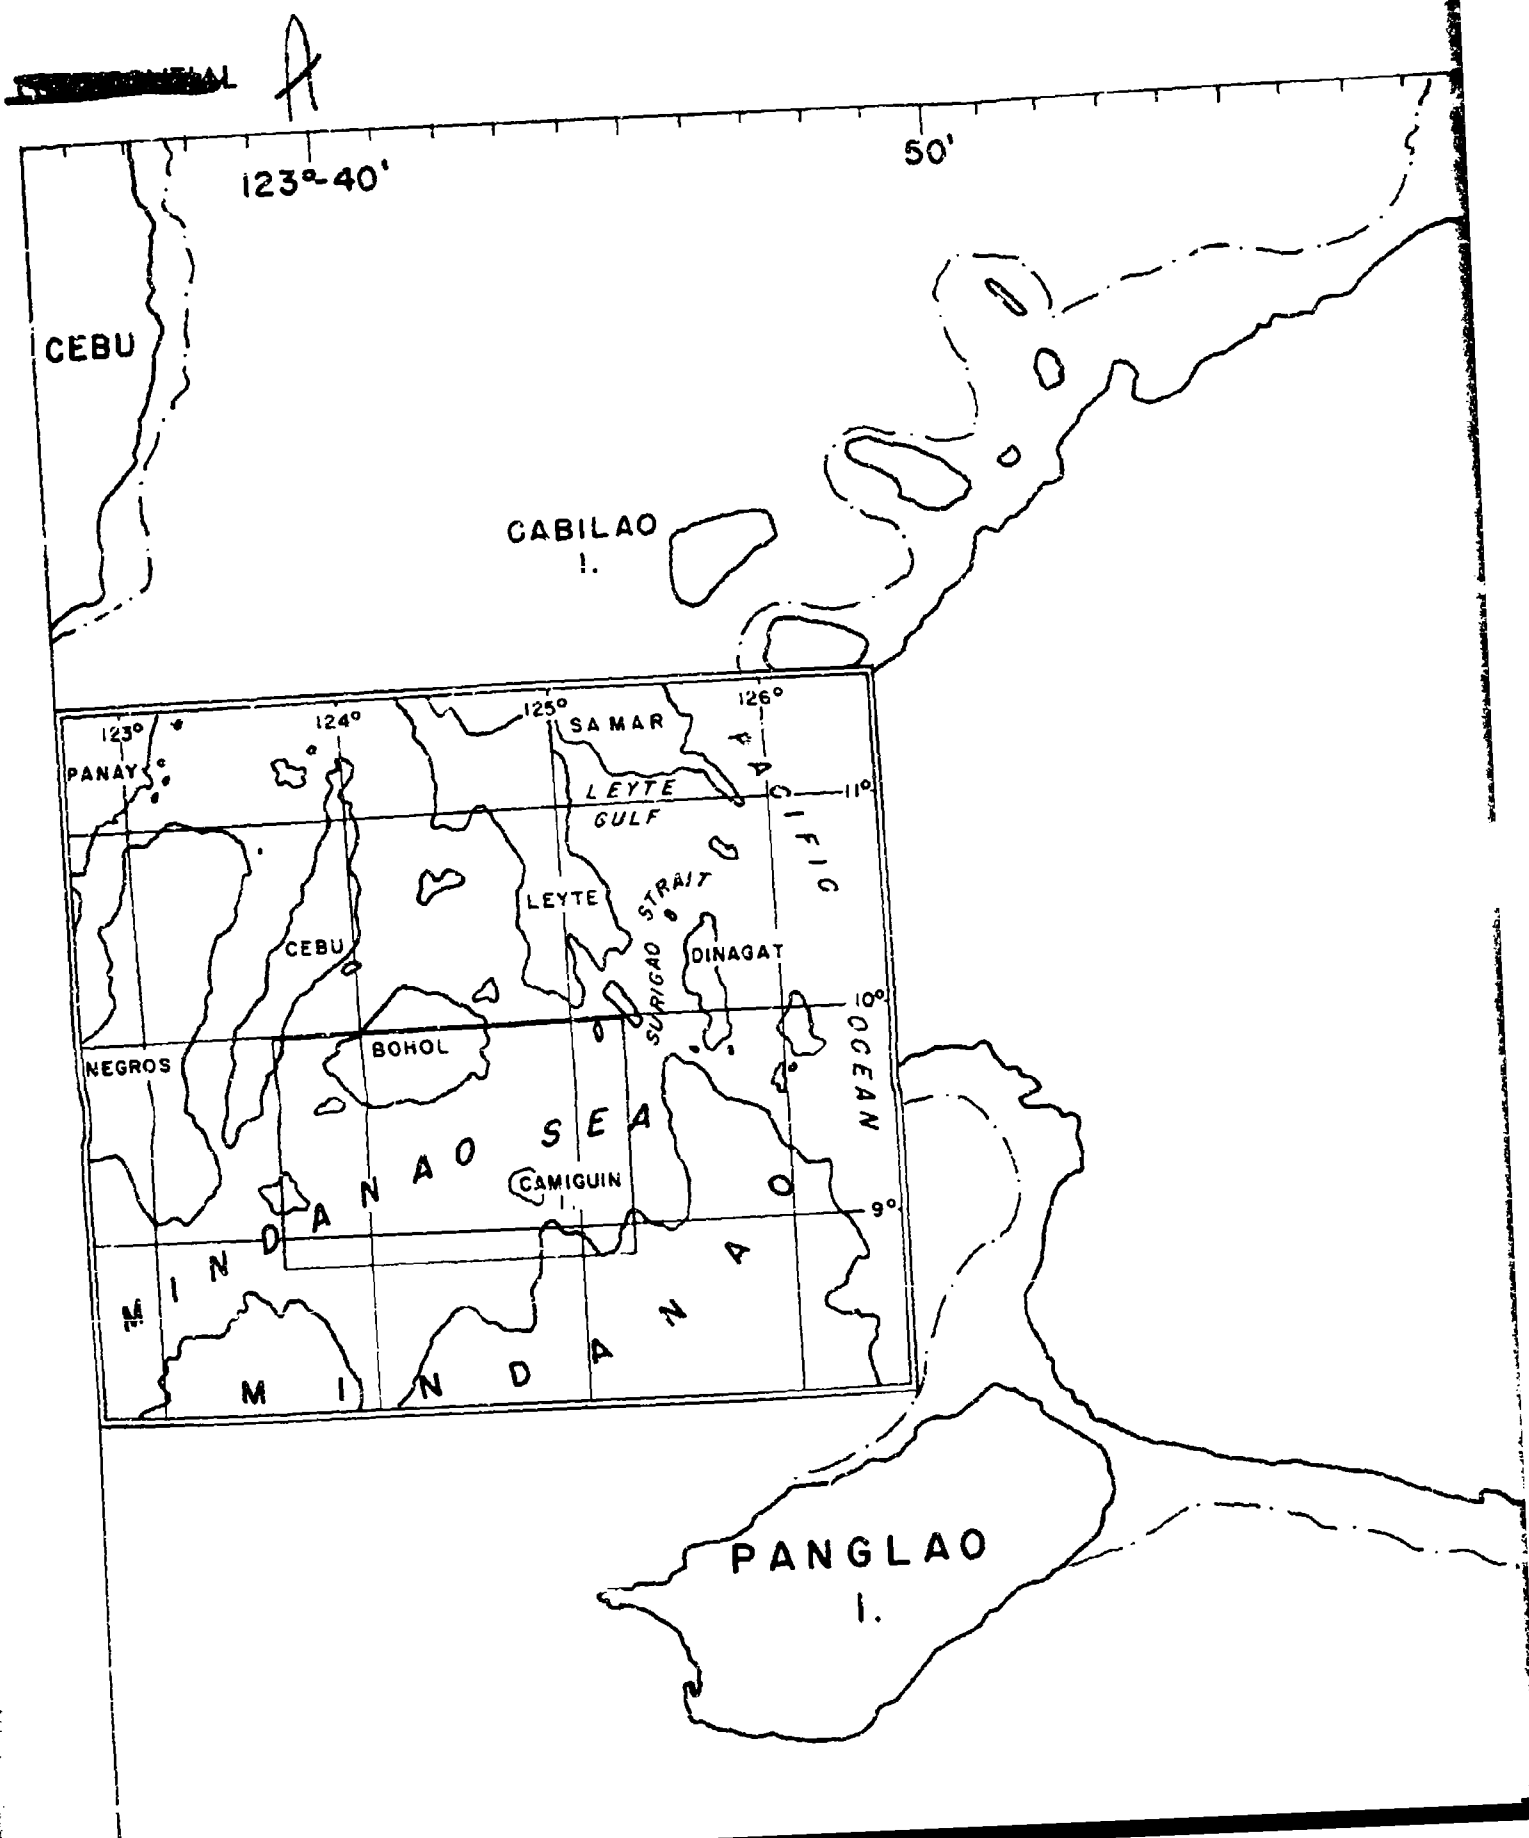 A
123°-40'
50'
CEBU
CABILAO
I.
123°
124°
125°
126°
SAMAR
PANAY
LEYTE
GULF
11°
PACIFIC
LEYTE
SURIGAO STRAIT
CEBU
DINAGAT
10°
OCEAN
NEGROS
BOHOL
MINDANAO SEA
CAMIGUIN
I.
9°
MINDANAO
PANGLAO
I.